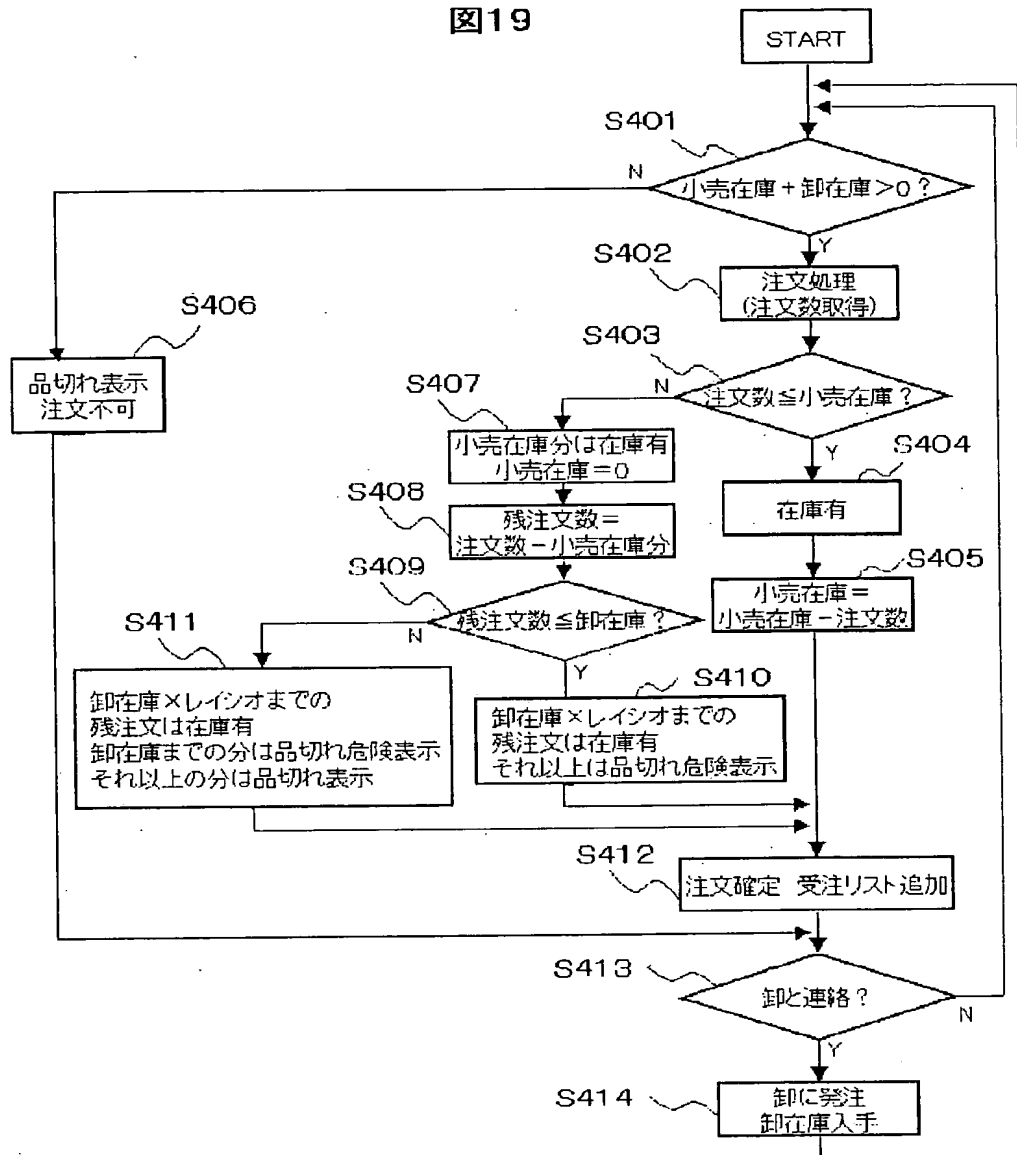 図19
START
S401
N
小売在庫+卸在庫>0?
Y
S402
注文処理
(注文数取得)
S403
N
注文数≦小売在庫?
Y
S406
品切れ表示
注文不可
S407
小売在庫分は在庫有
小売在庫=0
S404
在庫有
S408
残注文数=
注文数-小売在庫分
S405
小売在庫=
小売在庫-注文数
S409
N
残注文数≦卸在庫?
Y
S411
卸在庫×レイシオまでの
残注文は在庫有
卸在庫までの分は品切れ危険表示
それ以上の分は品切れ表示
S410
卸在庫×レイシオまでの
残注文は在庫有
それ以上は品切れ危険表示
S412
注文確定 受注リスト追加
S413
卸と連絡?
N
Y
S414
卸に発注
卸在庫入手